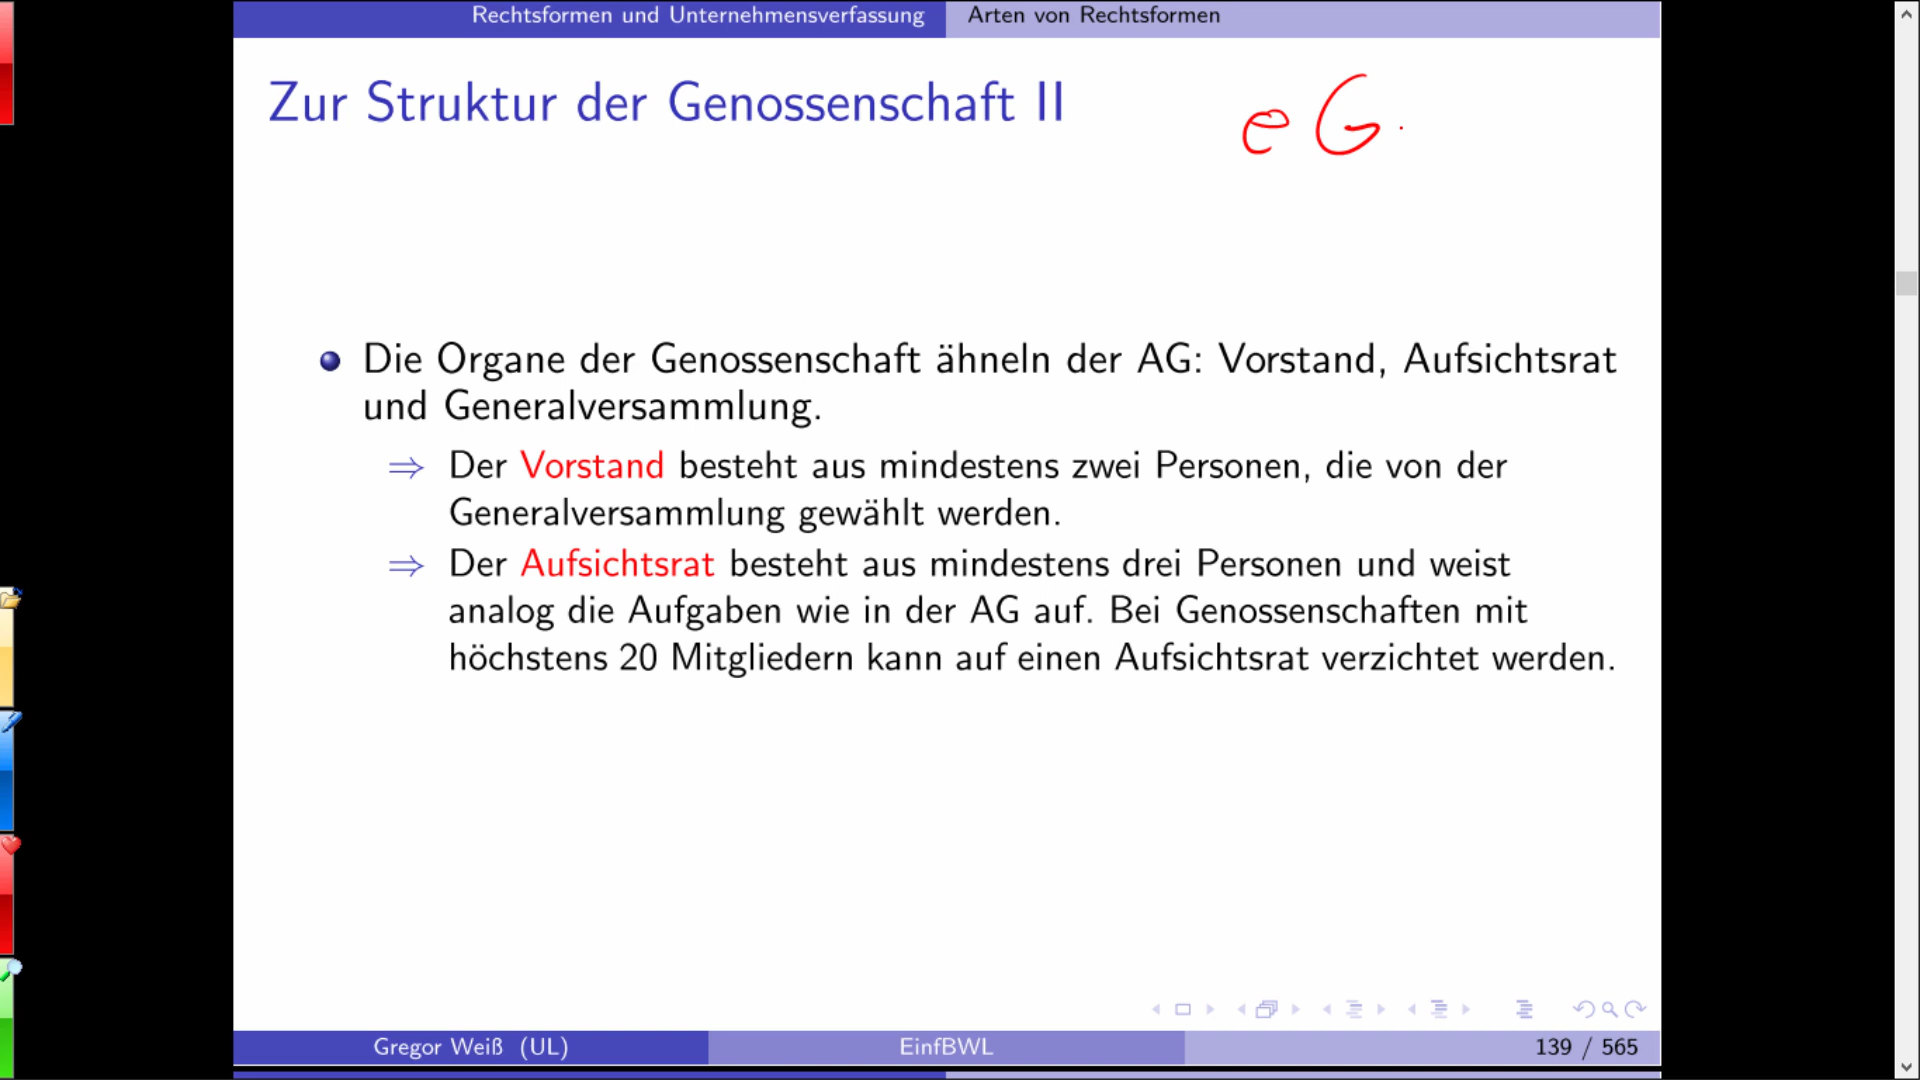 Rechtsformen und Unternehmensverfassung Arten von Rechtsformen
Zur Struktur der Genossenschaft II
e G.
Die Organe der Genossenschaft ähneln der AG: Vorstand, Aufsichtsrat
und Generalversammlung.
⇒ Der Vorstand besteht aus mindestens zwei Personen, die von der
Generalversammlung gewählt werden.
⇒ Der Aufsichtsrat besteht aus mindestens drei Personen und weist
analog die Aufgaben wie in der AG auf. Bei Genossenschaften mit
höchstens 20 Mitgliedern kann auf einen Aufsichtsrat verzichtet werden.
Gregor Weiß (UL) EinfBWL 139 / 565